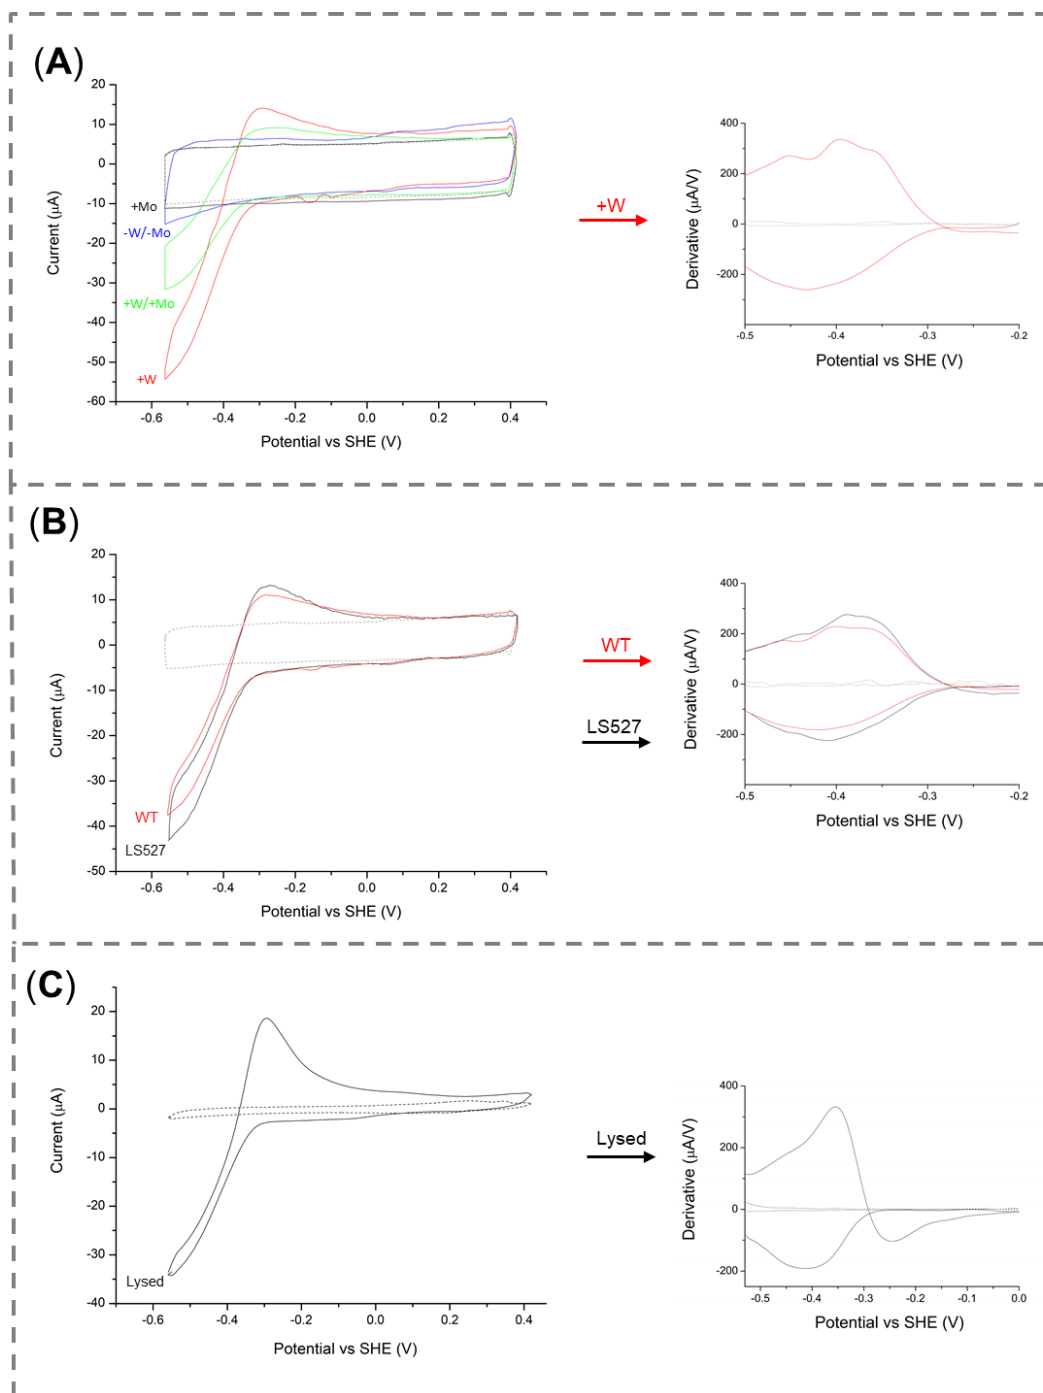 (A)
20
10
0
-10
-20
-30
-40
-50
-60
Current (μA)
+Mo
-W/-Mo
+W/+Mo
+W
-0.6
-0.4
-0.2
0.0
0.2
0.4
Potential vs SHE (V)
+W
400
200
0
-200
Derivative (μA/V)
-0.5
-0.4
-0.3
-0.2
Potential vs SHE (V)
(B)
20
10
0
-10
-20
-30
-40
-50
Current (μA)
WT
LS527
-0.6
-0.4
-0.2
0.0
0.2
0.4
Potential vs SHE (V)
WT
LS527
400
200
0
-200
Derivative (μA/V)
-0.5
-0.4
-0.3
-0.2
Potential vs SHE (V)
(C)
20
10
0
-10
-20
-30
-40
Current (μA)
Lysed
-0.6
-0.4
-0.2
0.0
0.2
0.4
Potential vs SHE (V)
Lysed
400
200
0
-200
Derivative (μA/V)
-0.5
-0.4
-0.3
-0.2
-0.1
0.0
Potential vs SHE (V)